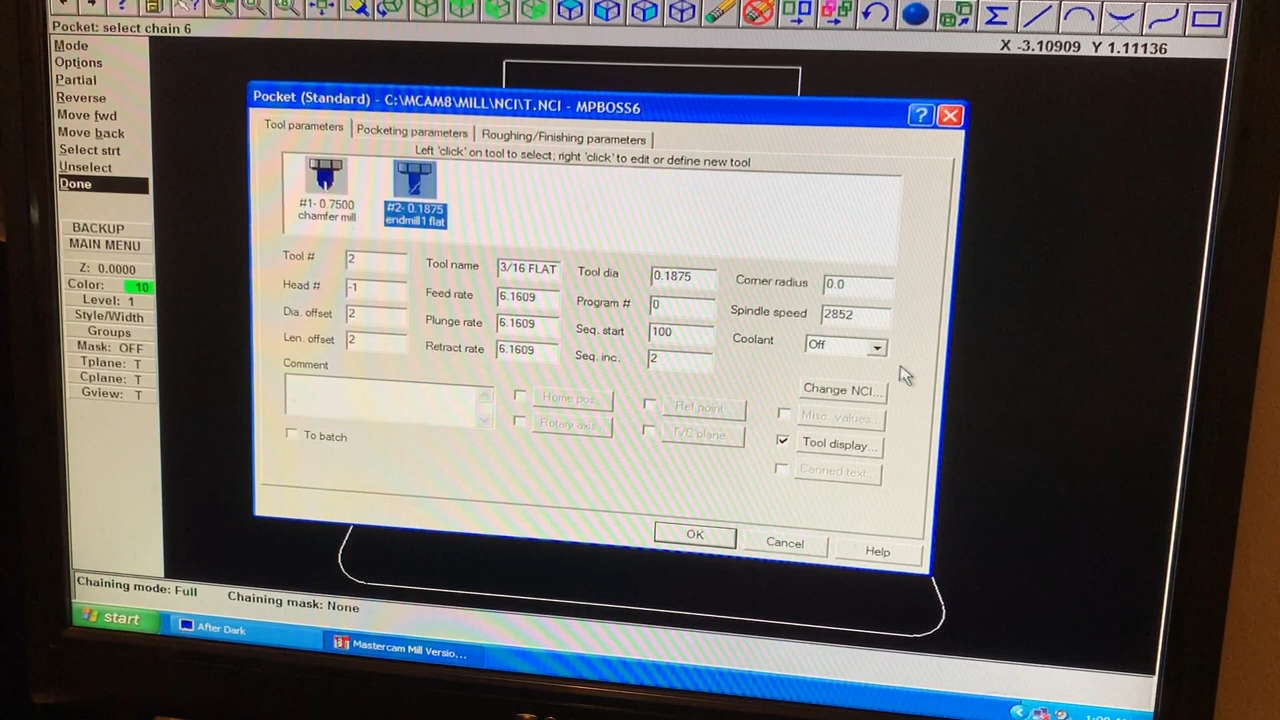 Pocket: select chain 6
X -3.10909 Y 1.11136
Mode
Options
Partial
Reverse
Move fwd
Move back
Select strt
Unselect
Done
BACKUP
MAIN MENU
Z: 0.0000
Color: 10
Level: 1
Style/Width
Groups
Mask: OFF
Tplane: T
Cplane: T
Gview: T
Pocket (Standard) - C:\MCAM8\MILL\NCI\T.NCI - MPBOSS6
Tool parameters
Pocketing parameters
Roughing/Finishing parameters
Left 'click' on tool to select; right 'click' to edit or define new tool
#1- 0.7500
chamfer mill
#2- 0.1875
endmill1 flat
Tool # 2
Tool name 3/16 FLAT
Tool dia 0.1875
Corner radius 0.0
Head # -1
Feed rate 6.1609
Program # 0
Spindle speed 2852
Dia. offset 2
Plunge rate 6.1609
Seq. start 100
Coolant Off
Len. offset 2
Retract rate 6.1609
Seq. inc. 2
Comment
Change NCI...
Home pos...
Ref point...
Misc. values...
Rotary axis...
T/C plane...
Tool display...
To batch
Canned text...
OK
Cancel
Help
Chaining mode: Full
Chaining mask: None
start
After Dark
Mastercam Mill Versio...